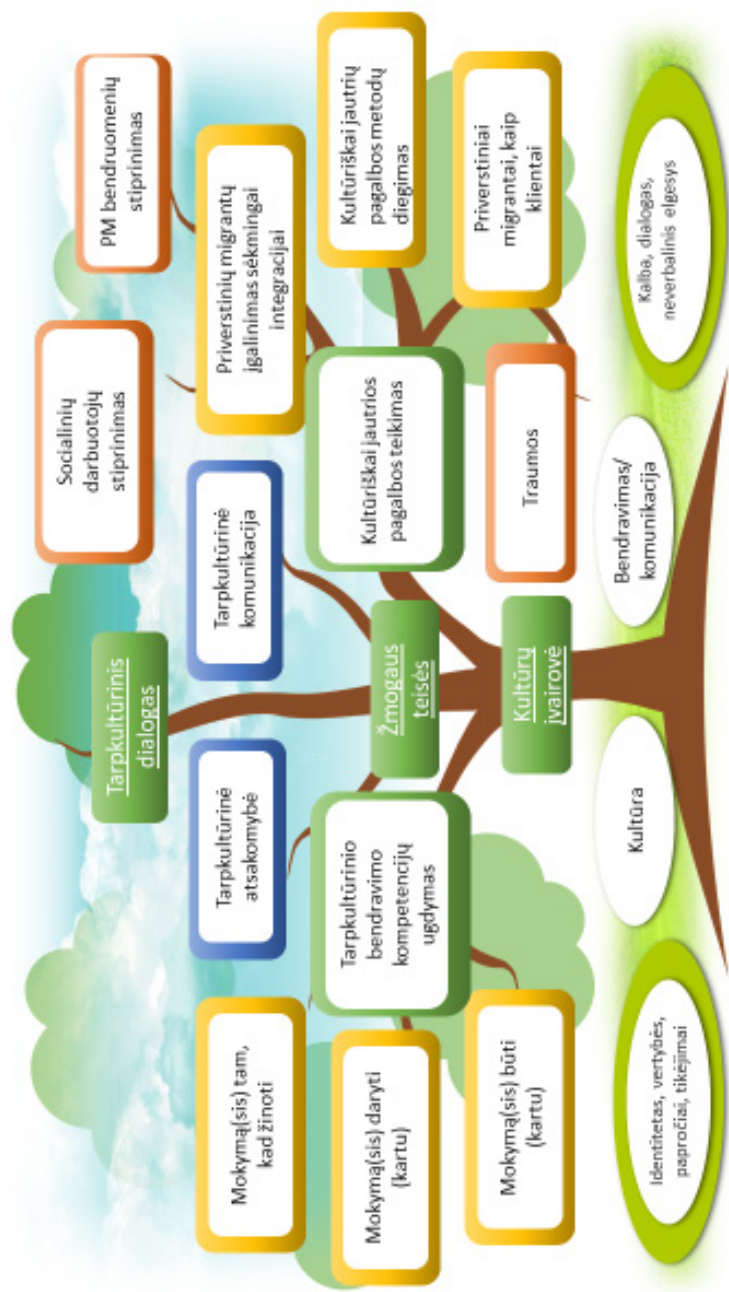 Tarpkultūrinis
dialogas
Socialinių
darbuotojų
stiprinimas
PM bendruomenių
stiprinimas
Mokymą(sis) tam,
kad žinoti
Tarpkultūrinė
atsakomybė
Tarpkultūrinė
komunikacija
Priverstinių migrantų
įgalinimas sėkmingai
integracijai
Mokymą(sis) daryti
(kartu)
Tarpkultūrinio
bendravimo
kompetencijų
ugdymas
Žmogaus
teisės
Kultūriškai jautrios
pagalbos teikimas
Kultūriškai jautrių
pagalbos metodų
diegimas
Mokymą(sis) būti
(kartu)
Kultūrų
įvairovė
Traumos
Priverstiniai
migrantai, kaip
klientai
Identitetas, vertybės,
papročiai, tikėjimai
Kultūra
Bendravimas/
komunikacija
Kalba, dialogas,
neverbalinis elgesys